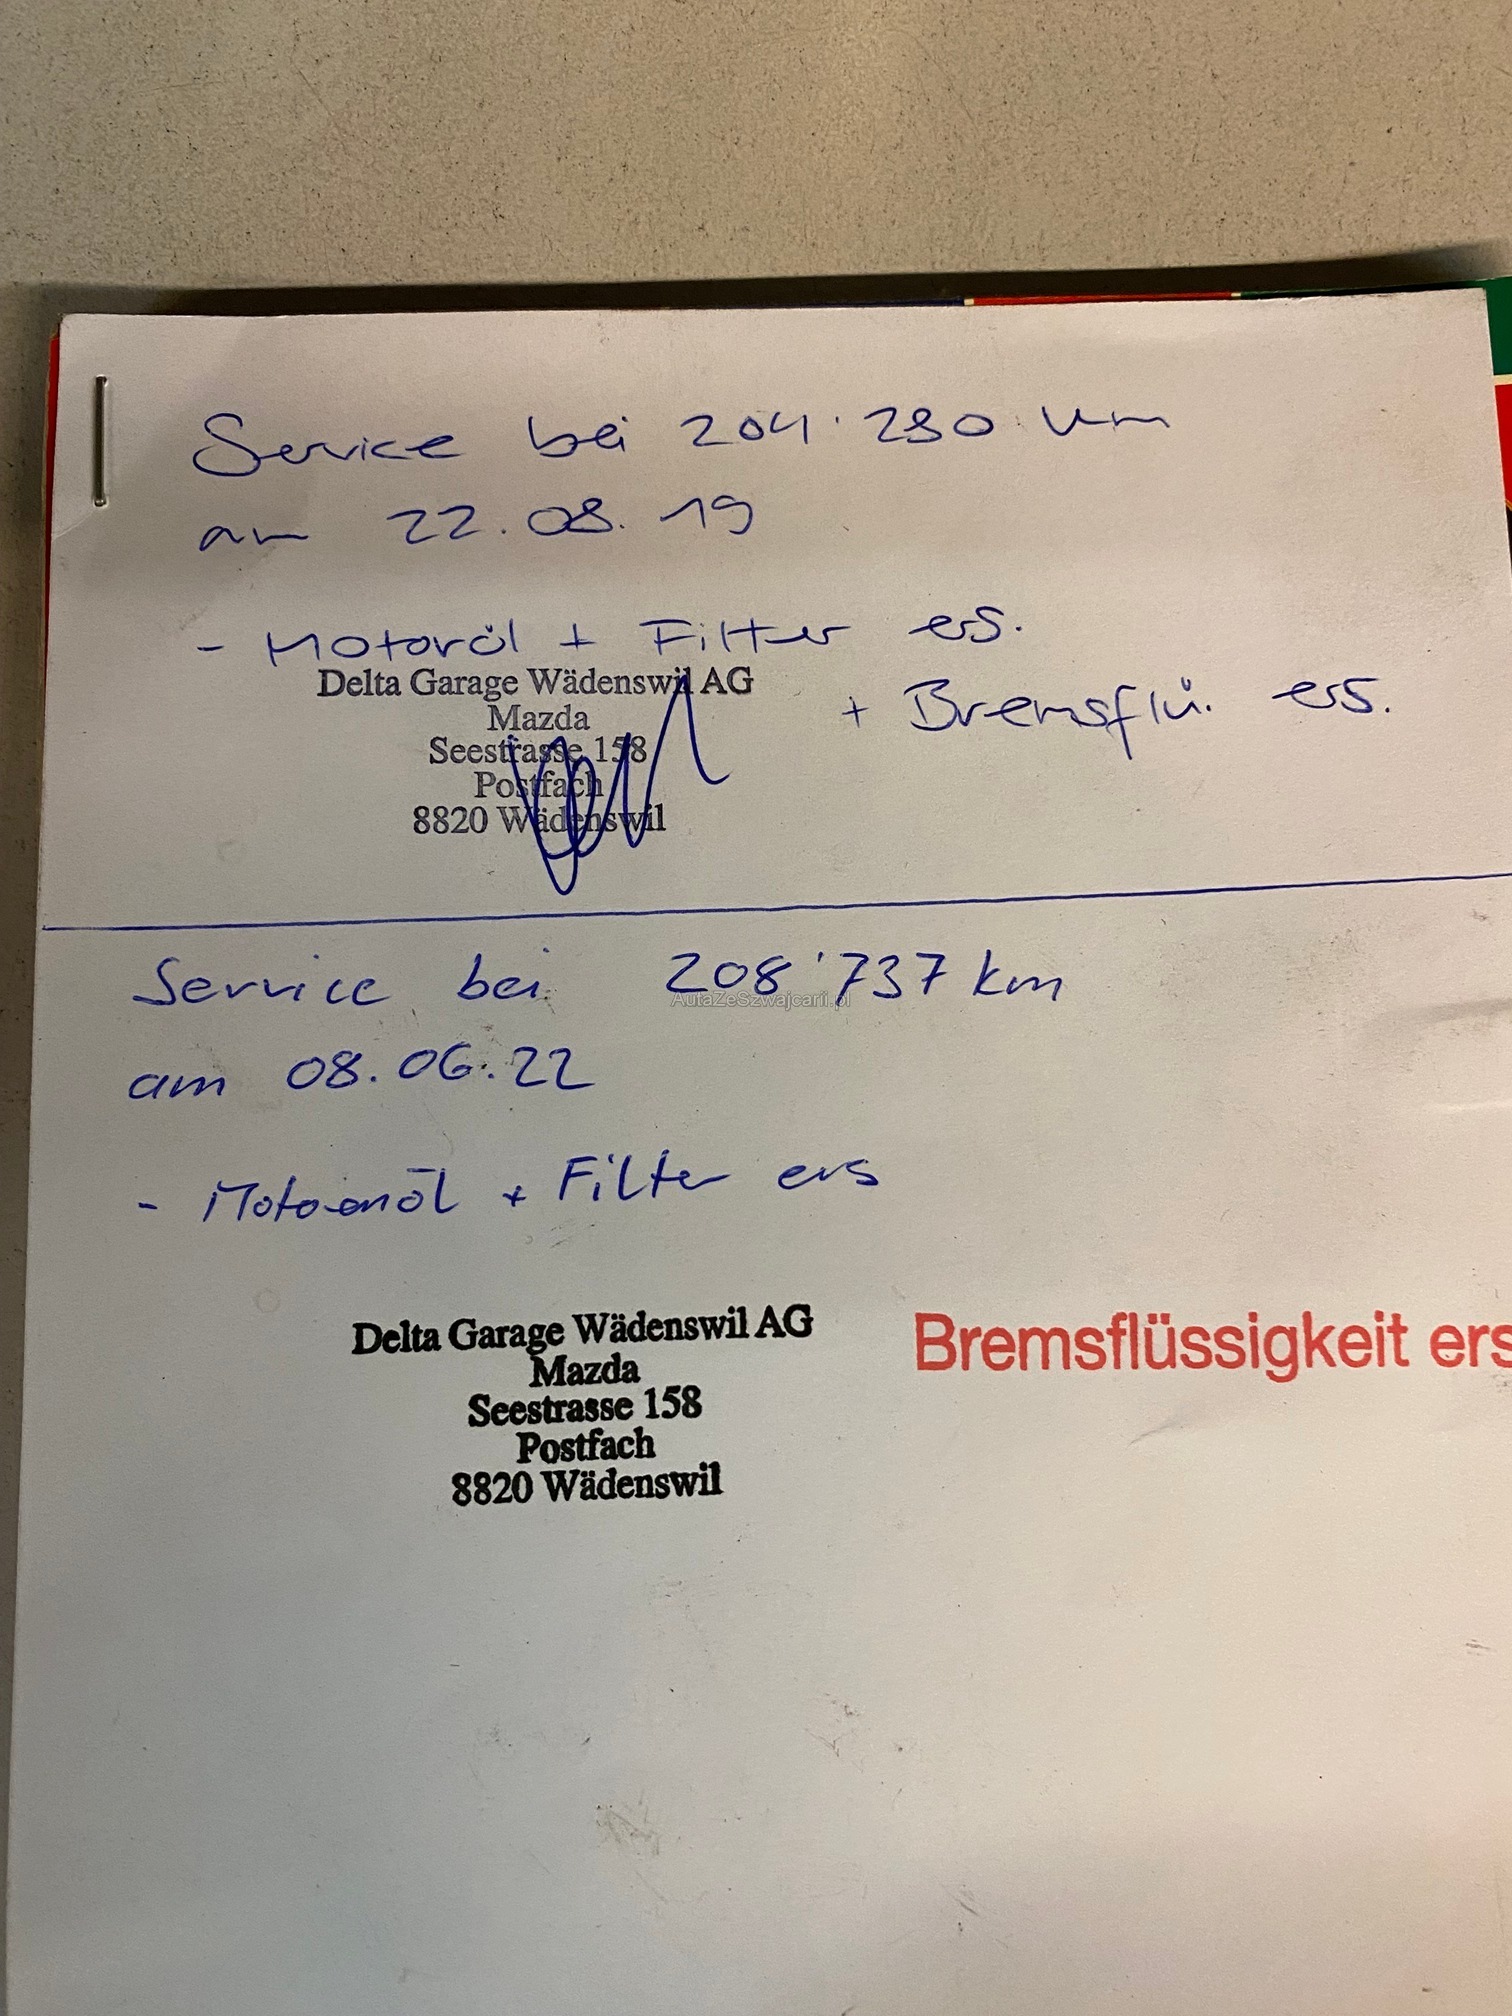 Service bei 204.280 km
am 22.08.19
- Motoröl + Filter ers.
+ Bremsflü. ers.
Delta Garage Wädenswil AG
Mazda
Seestrasse 158
Postfach
8820 Wädenswil
Service bei 208'737 km
AutaZeSzwajcarii.pl
am 08.06.22
- Motorenöl + Filter ers
Delta Garage Wädenswil AG
Mazda
Seestrasse 158
Postfach
8820 Wädenswil
Bremsflüssigkeit ers